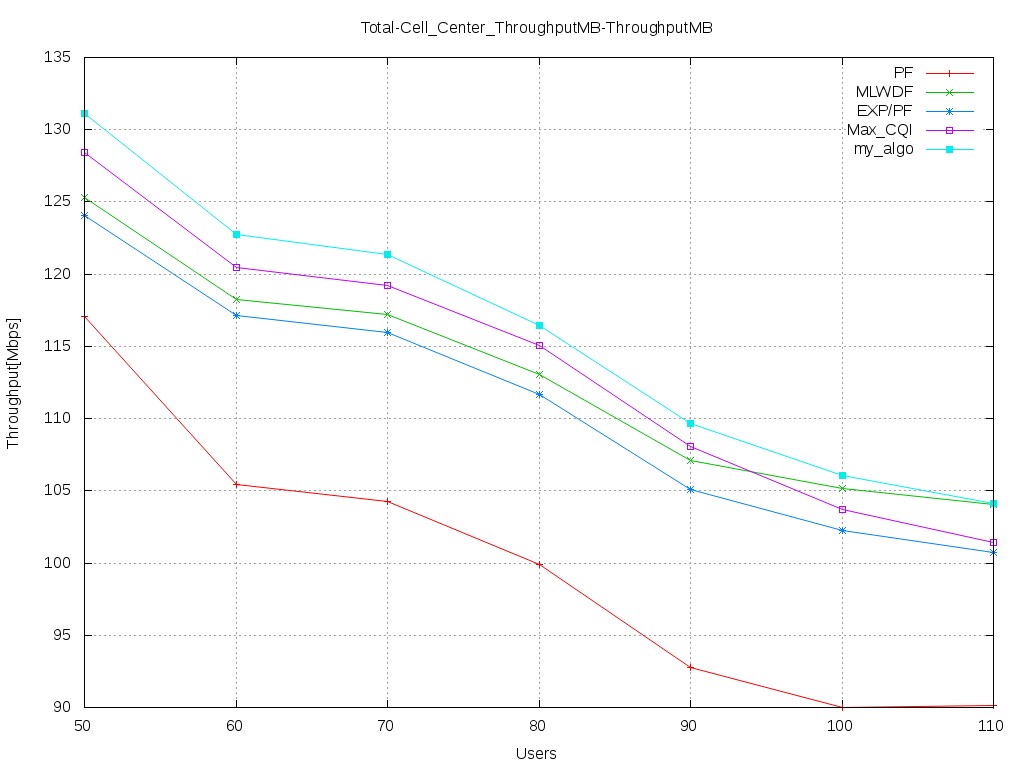 Total-Cell_Center_ThroughputMB-ThroughputMB
135
130
125
120
115
110
105
100
95
90
50 60 70 80 90 100 110
Throughput[Mbps]
Users
PF
MLWDF
EXP/PF
Max_CQI
my_algo